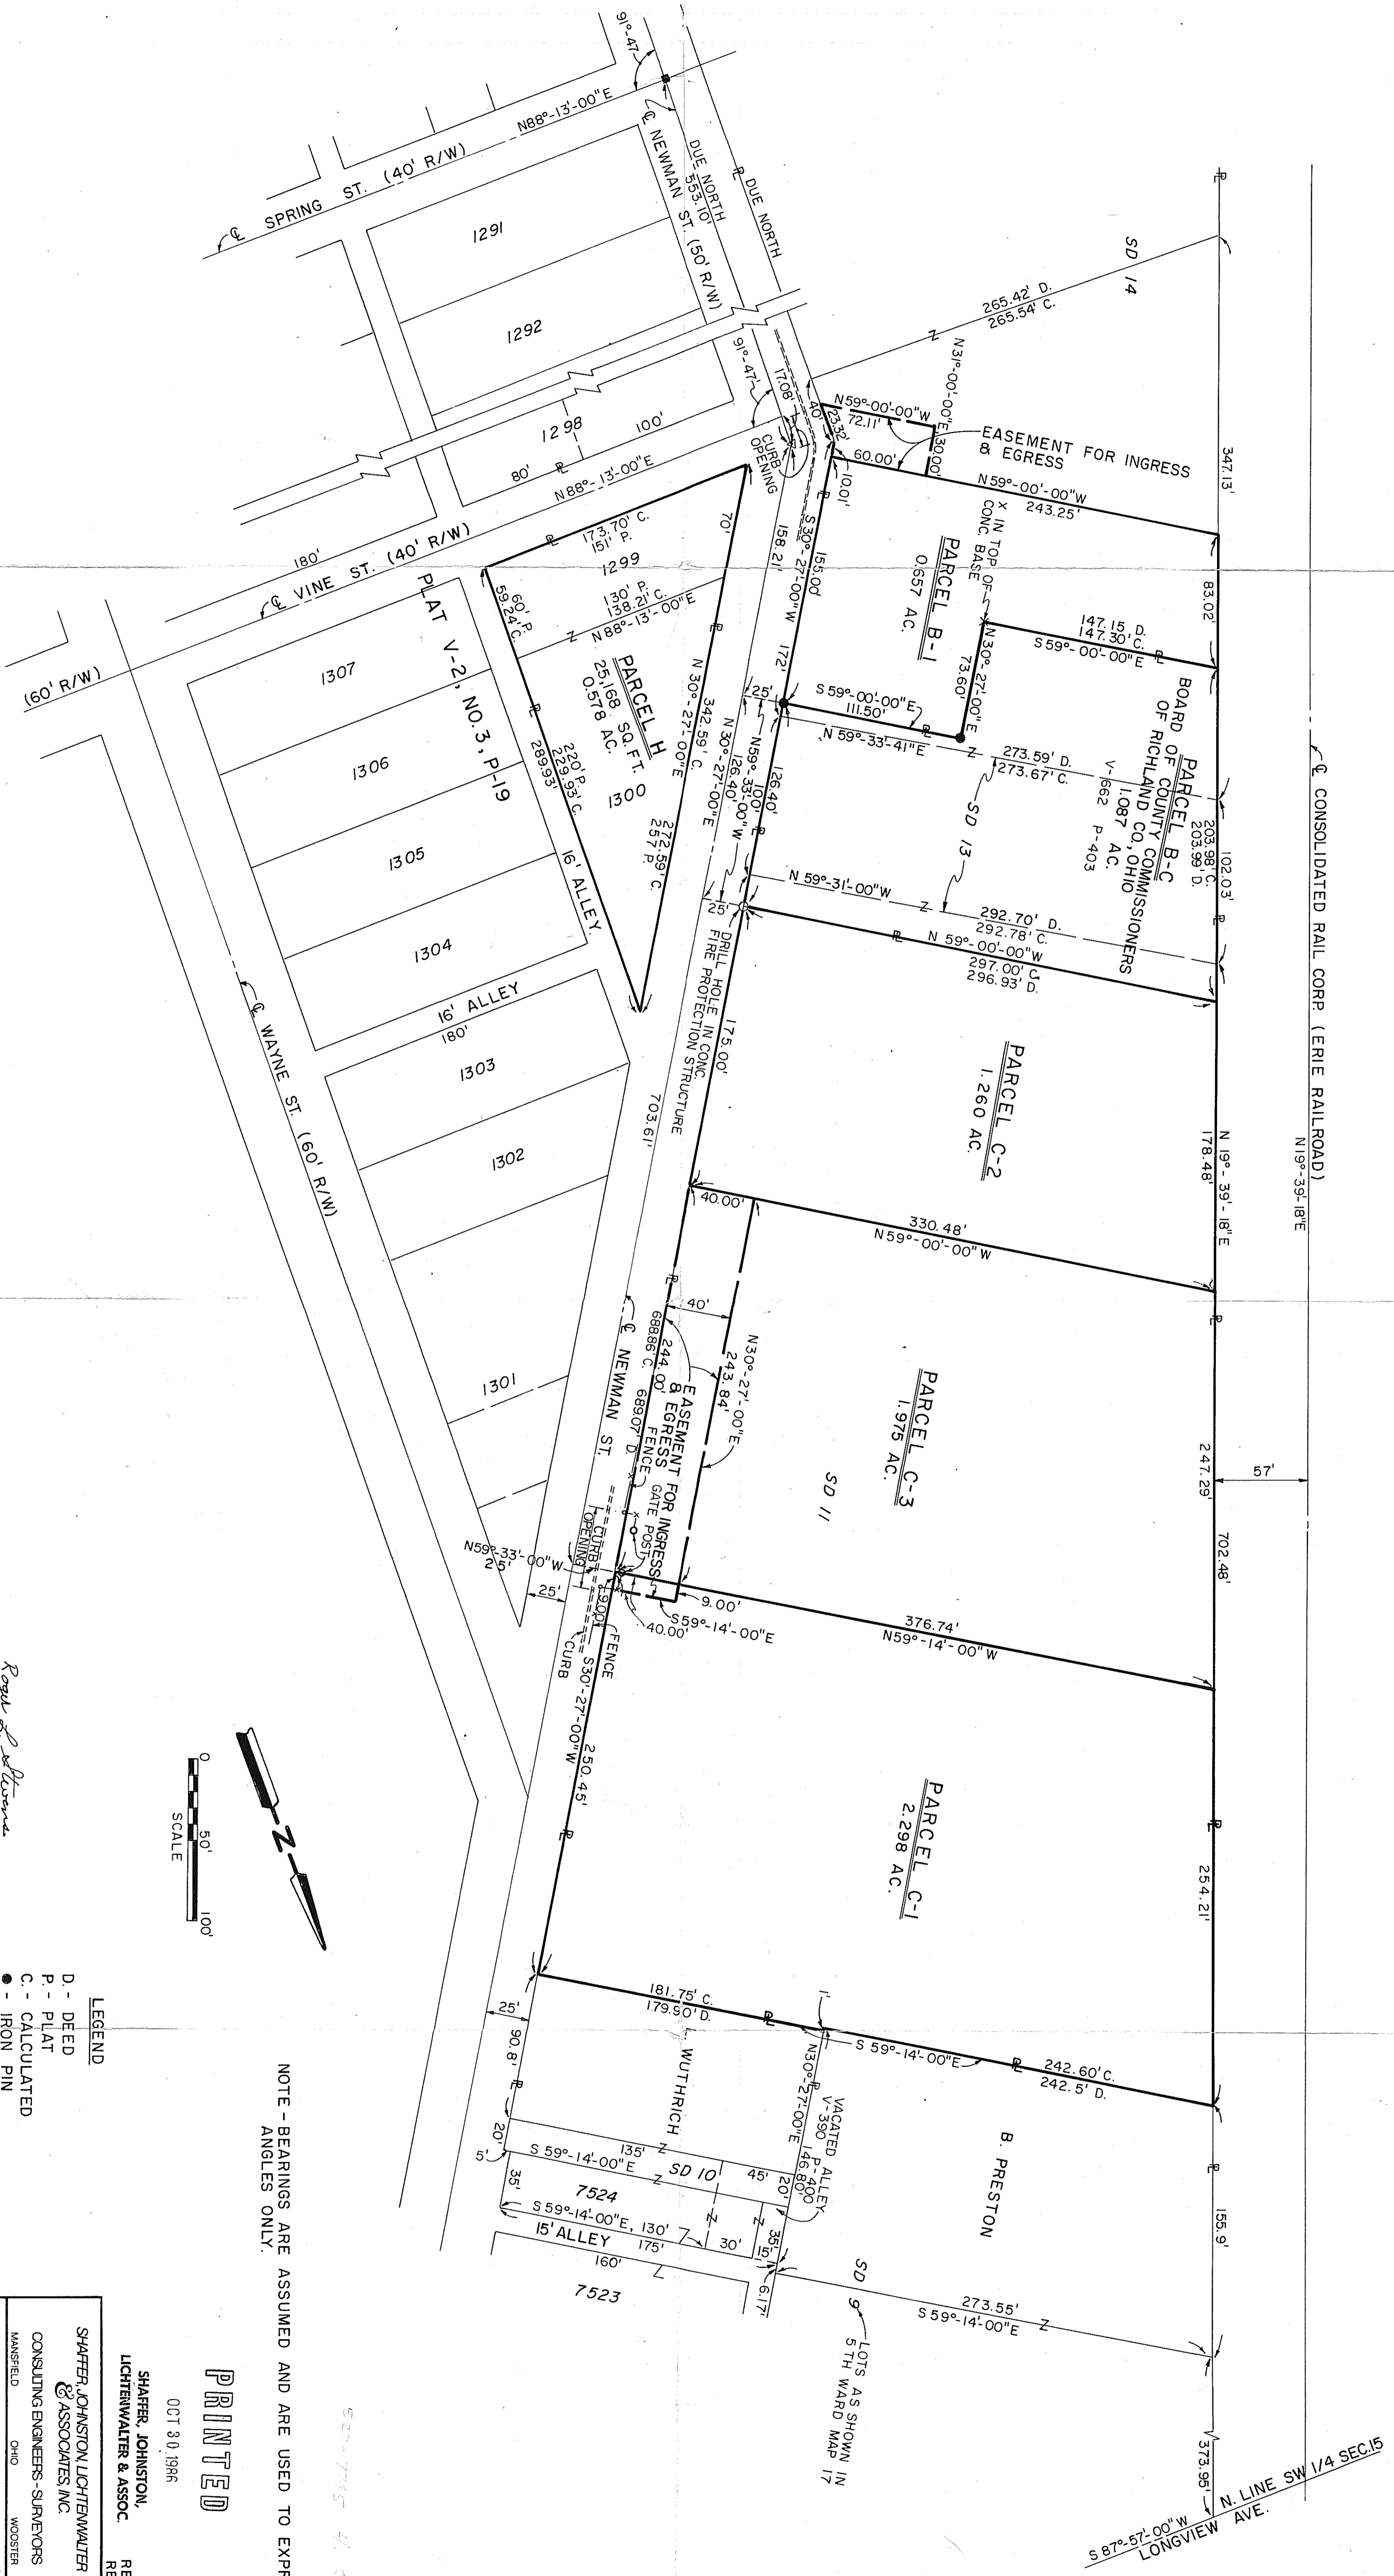 91°-47'
N88°-13'-00"E
SPRING ST. (40' R/W)
℄
℄ NEWMAN ST. (50' R/W)
DUE NORTH
553.10'
DUE NORTH
1291
1292
1298
100'
80'
91°-47'
17.08'
CURB
OPENING
N88°-13'-00"E
℄ VINE ST. (40' R/W)
180'
(60' R/W)
SD 14
265.42' D.
265.54' C.
N31°-00'-00"E, 30.00'
N59°-00'-00"W
72.11'
23.32'
40'
EASEMENT FOR INGRESS
& EGRESS
60.00'
10.01'
N59°-00'-00"W
243.25'
347.13'
83.02'
X IN TOP OF
CONC. BASE
PARCEL B-1
0.657 AC.
S30°-27'-00"W
155.00'
158.21'
172'
N30°-27'-00"E
73.60'
147.15' D.
147.30' C.
S59°-00'-00"E
S 59°-00'-00"E
111.50'
N 59°-33'-41"E
273.59' D.
273.67' C.
PARCEL B-C
BOARD OF COUNTY COMMISSIONERS
OF RICHLAND CO., OHIO
1.087 AC.
V-662 P-403
203.98' C.
203.99' D.
102.03'
SD 13
25'
N59°-33'-00"W
100'
126.40'
126.40'
N30°-27'-00"E
N 59°-31'-00"W
292.70' D.
292.78' C.
N 59°-00'-00"W
297.00' C.
296.93' D.
℄ CONSOLIDATED RAIL CORP. (ERIE RAILROAD)
N19°-39'-18"E
N 19°-39'-18"E
178.48'
PLAT V-2, NO.3, P-19
173.70' C.
151' P.
1299
130' P.
138.21' C.
N88°-13'-00"E
60' P.
59.24' C.
70'
PARCEL H
25,168 SQ. FT.
0.578 AC.
N30°-27'-00"E
342.59' C.
272.59' C.
257' P.
220' P.
229.93' C.
289.93'
1300
16' ALLEY
1307
1306
1305
1304
16' ALLEY
180'
1303
1302
1301
℄ WAYNE ST. (60' R/W)
25'
DRILL HOLE IN CONC.
FIRE PROTECTION STRUCTURE
175.00'
703.61'
PARCEL C-2
1.260 AC.
40.00'
330.48'
N59°-00'-00"W
40'
N30°-27'-00"E
243.84'
PARCEL C-3
1.975 AC.
SD 11
247.29'
57'
702.48'
688.86' C. 689.07' D.
244.00'
EASEMENT FOR INGRESS
& EGRESS
FENCE
GATE POST
℄ NEWMAN ST.
CURB
OPENING
N59°-33'-00"W
25'
25'
9.00'
9.00'
S59°-14'-00"E
40.00'
376.74'
N59°-14'-00"W
FENCE
CURB
S30°-27'-00"W
250.45'
PARCEL C-1
2.298 AC.
254.21'
181.75' C.
179.90' D.
1'
S 59°-14'-00"E
242.60' C.
242.5' D.
25'
90.8'
L. WUTHRICH
N30°-27'-00"E
146.80'
VACATED ALLEY
V-390 P-400
B. PRESTON
155.9'
20'
5'
35'
135'
S 59°-14'-00"E
SD 10
45'
20'
7524
S 59°-14'-00"E, 130'
30'
15'
35'
15' ALLEY
175'
160'
6.17'
7523
SD 9
273.55'
S 59°-14'-00"E
LOTS AS SHOWN IN
5TH WARD MAP 17
373.95'
N. LINE SW 1/4 SEC.15
S 87°-57'-00"W
LONGVIEW AVE.
N
0 50' 100'
SCALE
LEGEND
D. - DEED
P. - PLAT
C. - CALCULATED
● - IRON PIN
NOTE - BEARINGS ARE ASSUMED AND ARE USED TO EXPR
ANGLES ONLY.
PRINTED
OCT 30 1986
SHAFFER, JOHNSTON,
LICHTENWALTER & ASSOC.
SHAFFER, JOHNSTON, LICHTENWALTER
& ASSOCIATES, INC.
CONSULTING ENGINEERS - SURVEYORS
MANSFIELD OHIO WOOSTER